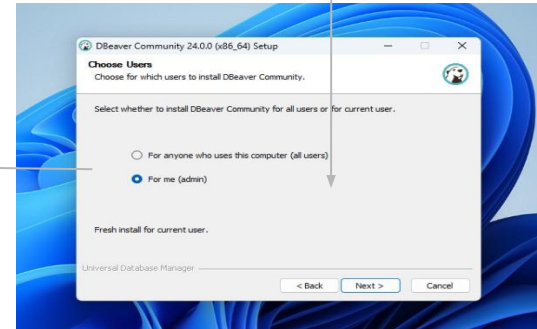 DBeaver Community 24.0.0 (x86_64) Setup
Choose Users
Choose for which users to install DBeaver Community.
Select whether to install DBeaver Community for all users or for current user.
For anyone who uses this computer (all users)
For me (admin)
Fresh install for current user.
Universal Database Manager
< Back
Next >
Cancel